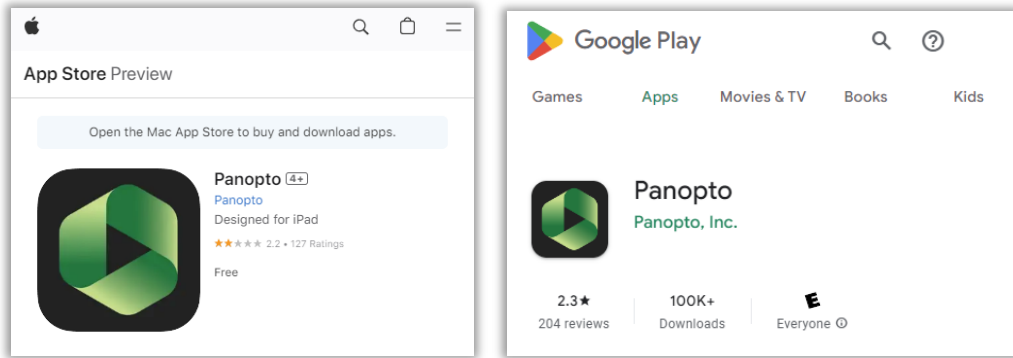 App Store Preview
Open the Mac App Store to buy and download apps.
Panopto 4+
Panopto
Designed for iPad
★★★★★ 2.2 • 127 Ratings
Free
Google Play
Games Apps Movies & TV Books Kids
Panopto
Panopto, Inc.
2.3★ 100K+ E
204 reviews Downloads Everyone